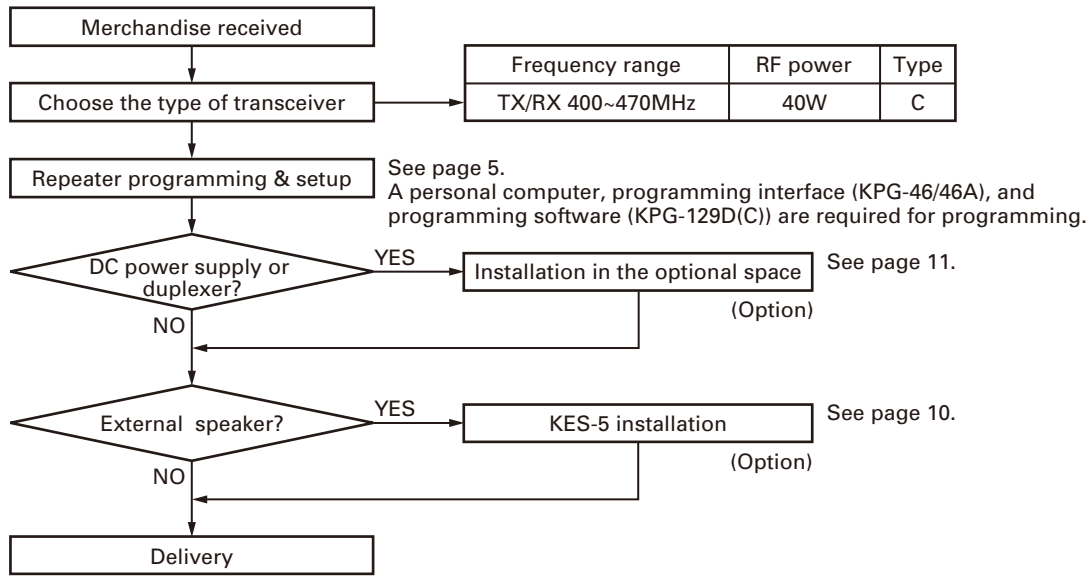 Merchandise received
Choose the type of transceiver
Frequency range RF power Type
TX/RX 400~470MHz 40W C
Repeater programming & setup
See page 5.
A personal computer, programming interface (KPG-46/46A), and
programming software (KPG-129D(C)) are required for programming.
DC power supply or
duplexer?
YES
Installation in the optional space
See page 11.
(Option)
NO
External speaker?
YES
KES-5 installation
See page 10.
(Option)
NO
Delivery